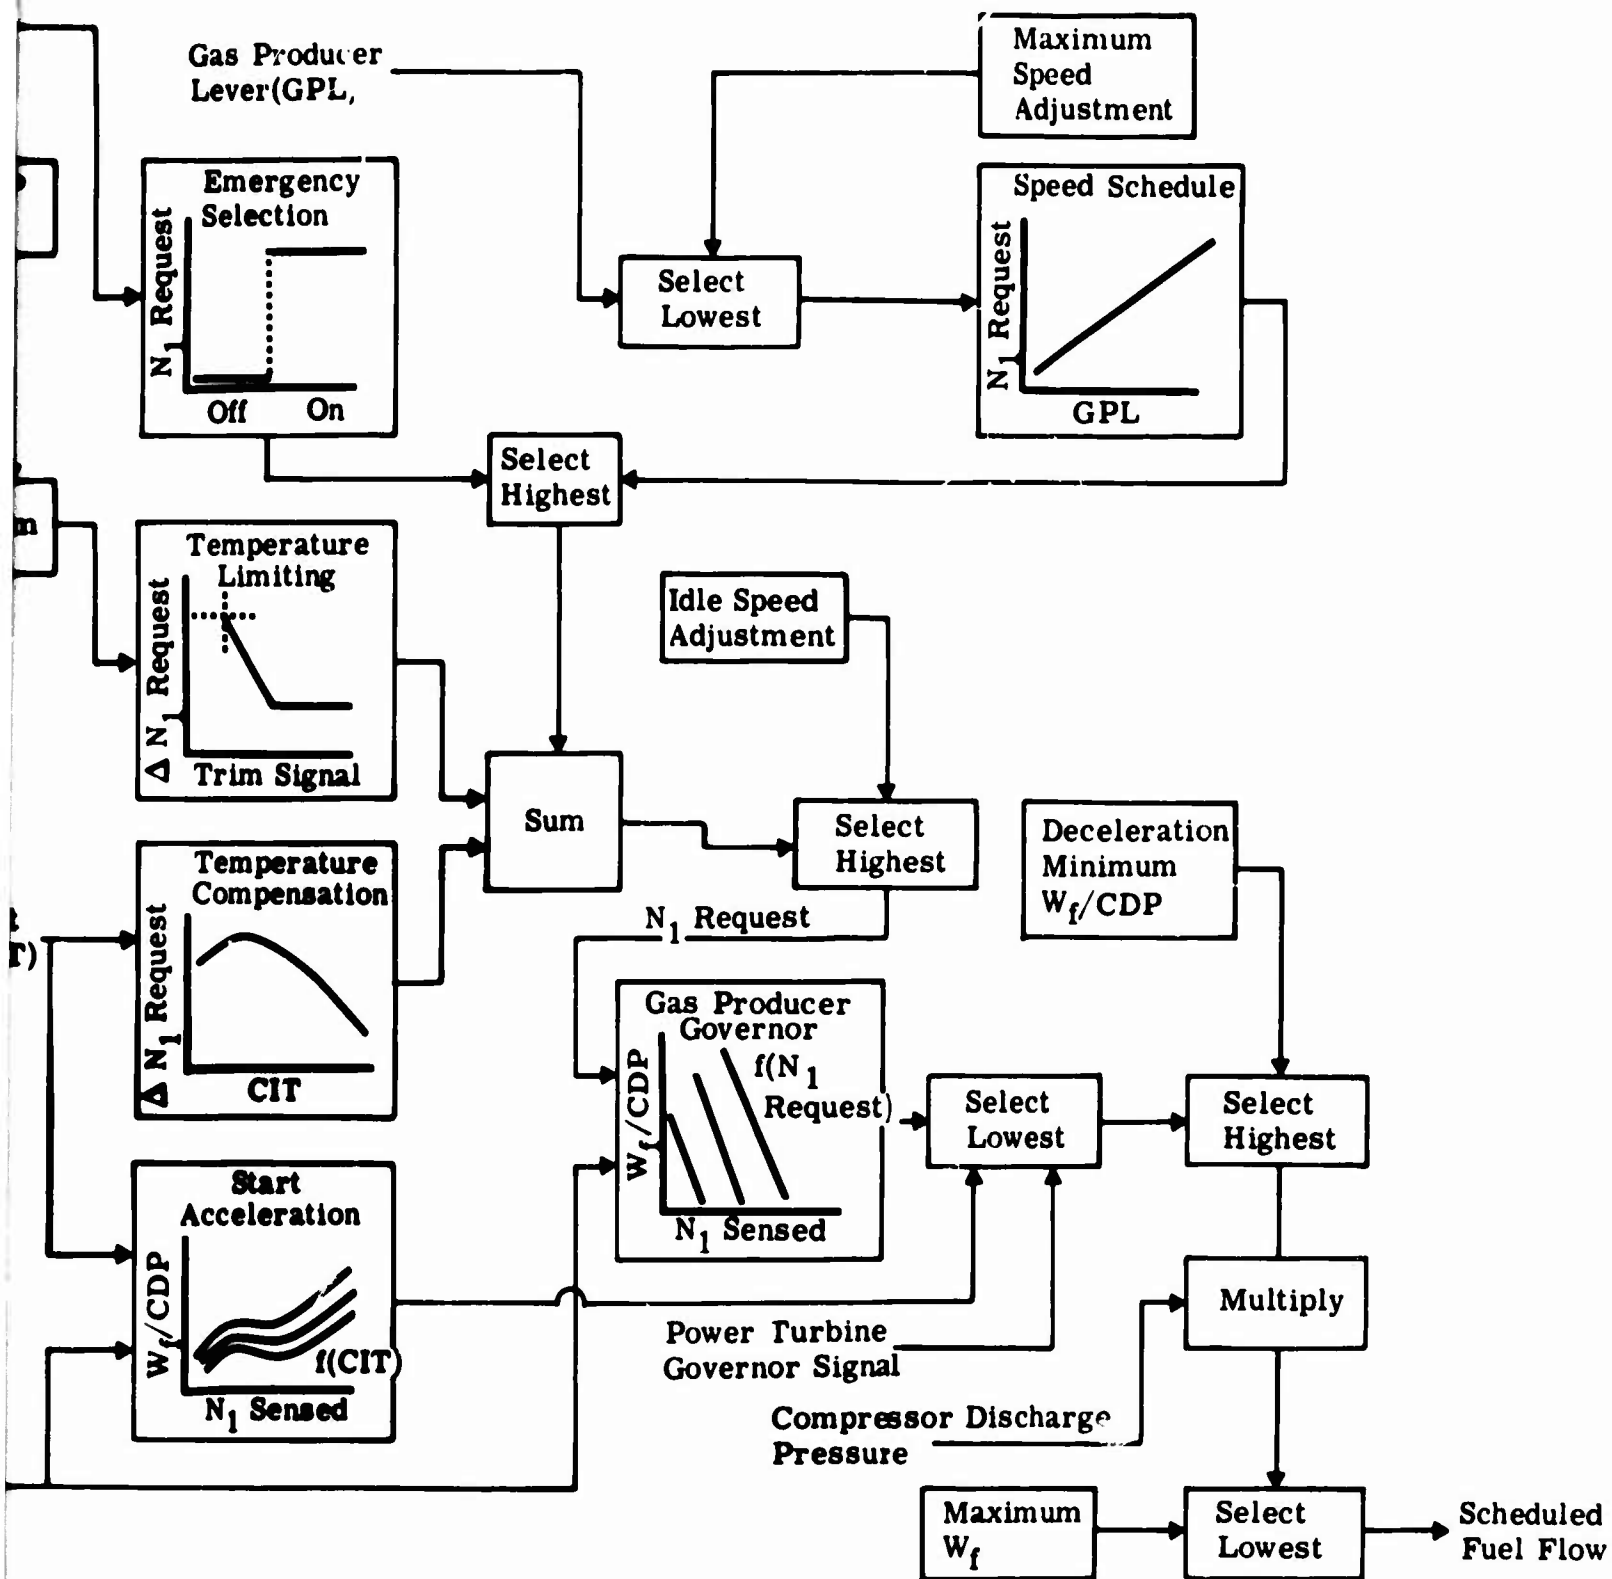 Gas Producer
Lever(GPL,
Maximum
Speed
Adjustment
Emergency
Selection
N1 Request
Off On
Select
Lowest
Speed Schedule
N1 Request
GPL
Select
Highest
m
Temperature
Limiting
Δ N1 Request
Trim Signal
Idle Speed
Adjustment
Sum
Select
Highest
Deceleration
Minimum
Wf/CDP
t
T)
Temperature
Compensation
Δ N1 Request
CIT
N1 Request
Gas Producer
Governor
f(N1
Request)
Wf/CDP
N1 Sensed
Select
Lowest
Select
Highest
Start
Acceleration
Wf/CDP
f(CIT)
N1 Sensed
Multiply
Power Turbine
Governor Signal
Compressor Discharge
Pressure
Maximum
Wf
Select
Lowest
Scheduled
Fuel Flow